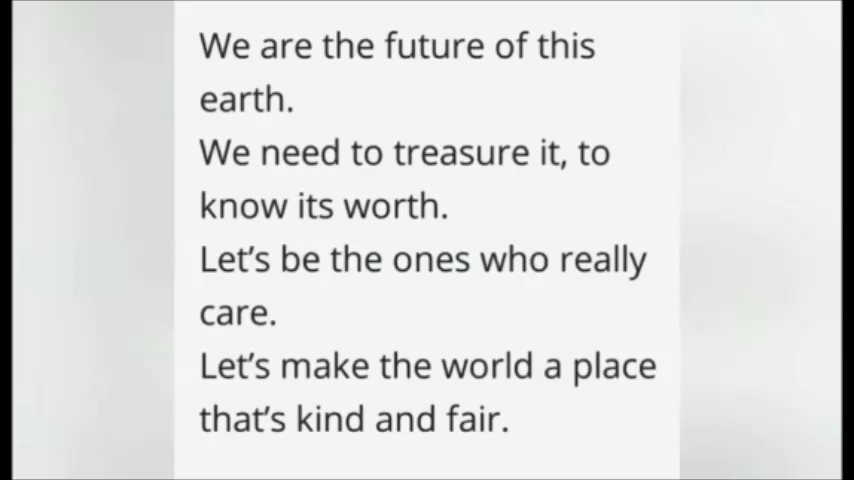 We are the future of this
earth.
We need to treasure it, to
know its worth.
Let’s be the ones who really
care.
Let’s make the world a place
that’s kind and fair.